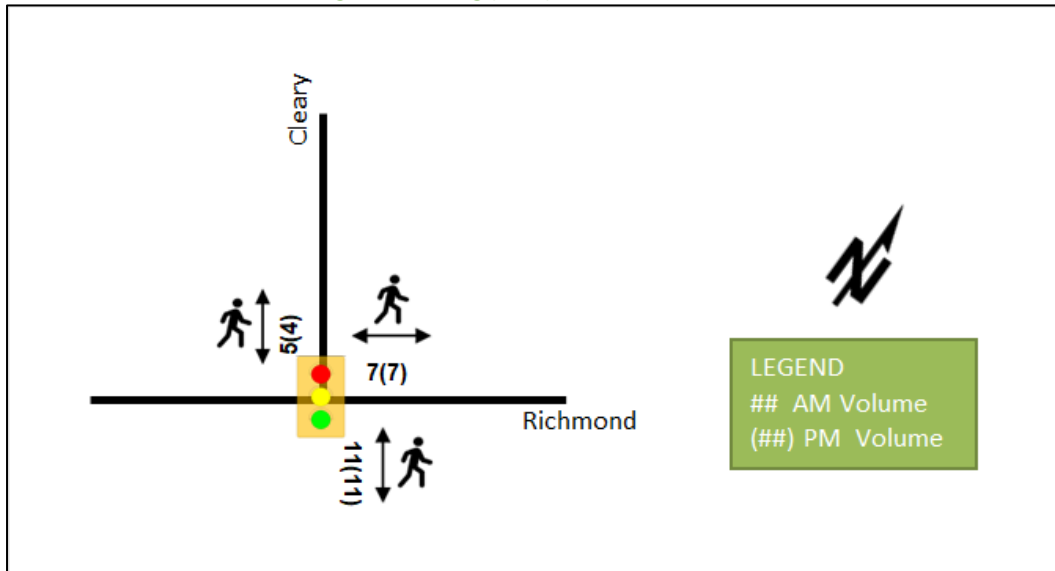 Cleary
5(4)
7(7)
Richmond
11(11)
N
LEGEND
## AM Volume
(##) PM Volume